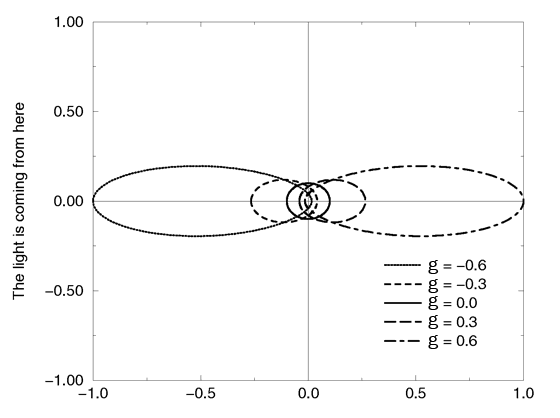 1.00
0.50
0.00
−0.50
−1.00
The light is coming from here
g = −0.6
g = −0.3
g = 0.0
g = 0.3
g = 0.6
−1.0 −0.5 0.0 0.5 1.0